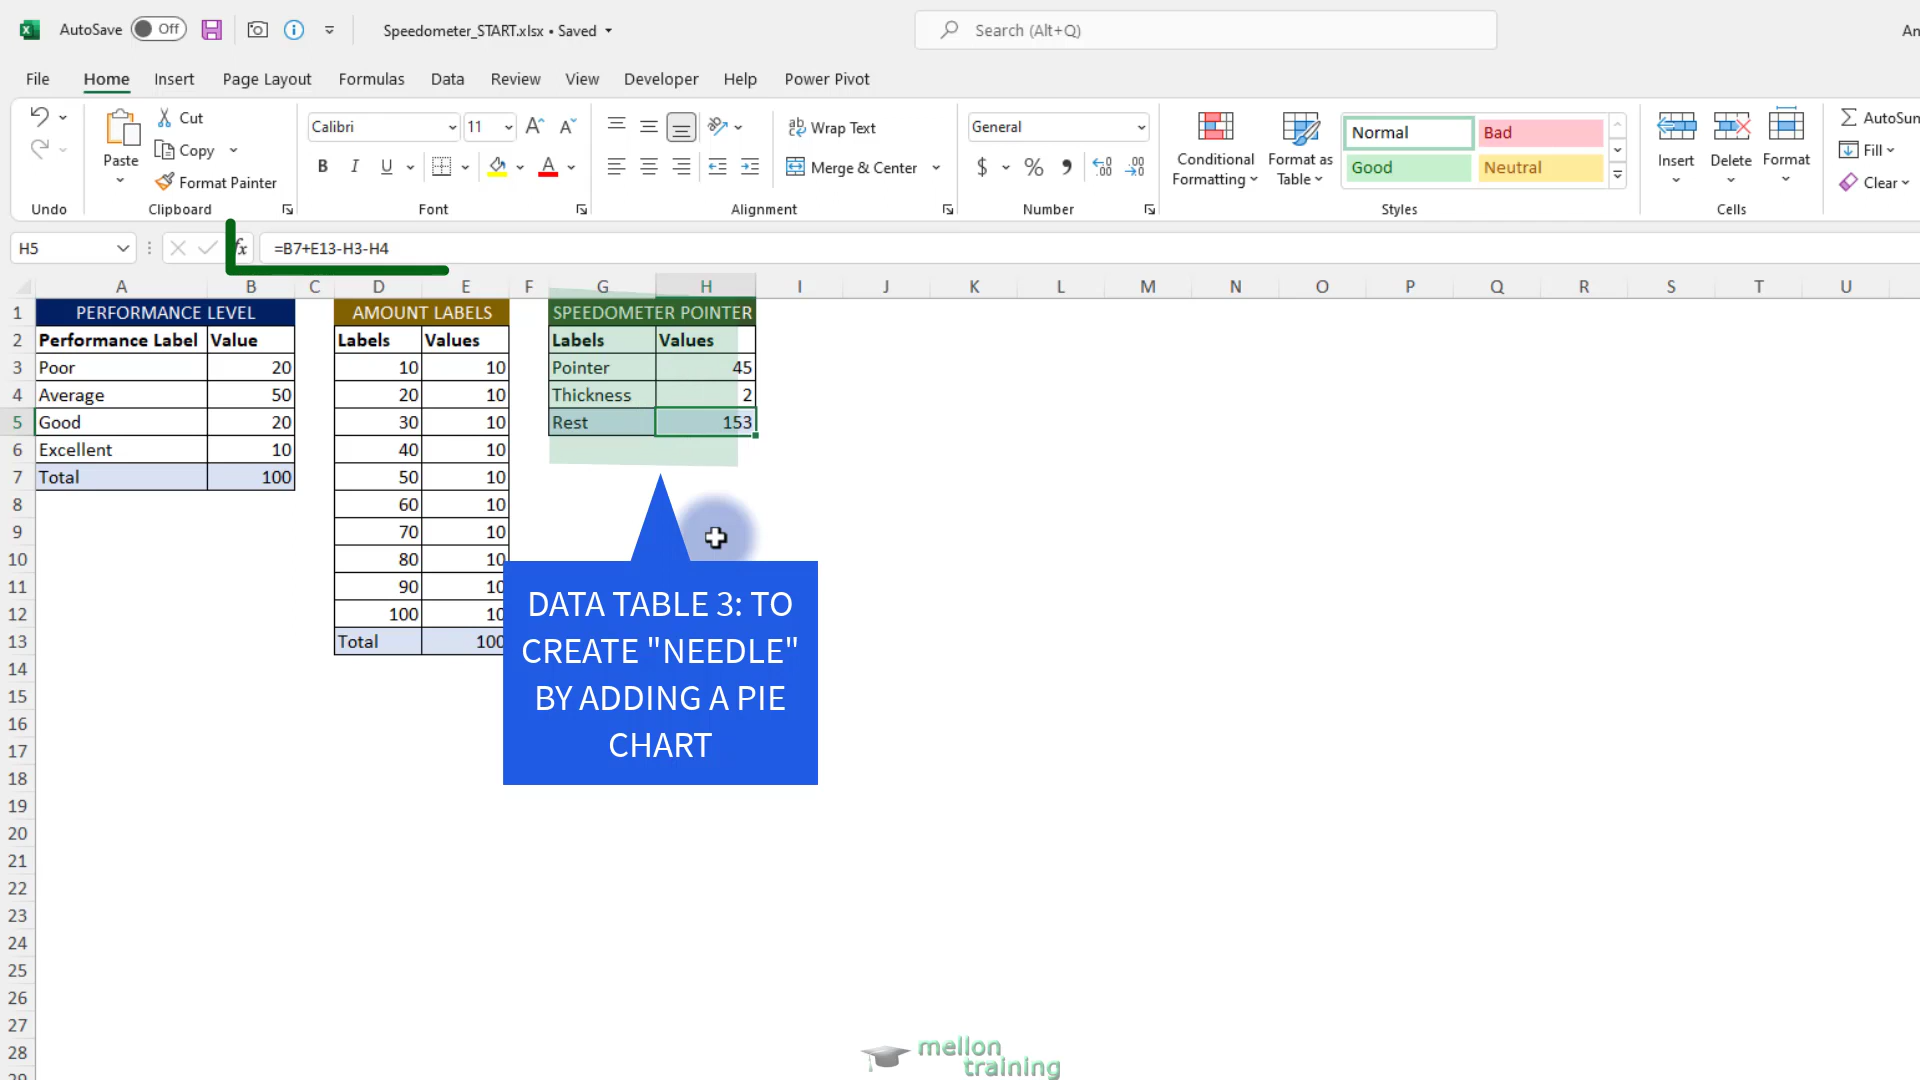 AutoSave Off Speedometer_START.xlsx • Saved Search (Alt+Q)
File Home Insert Page Layout Formulas Data Review View Developer Help Power Pivot
Cut
Copy
Format Painter
Paste
Calibri 11
B I U A
Wrap Text
Merge & Center
General
$ %
Conditional Formatting
Format as Table
Normal Bad
Good Neutral
Insert Delete Format
Fill
Clear
Undo Clipboard Font Alignment Number Styles Cells
H5 fx =B7+E13-H3-H4
A B C D E F G H I J K L M N O P Q R S T U
1 PERFORMANCE LEVEL AMOUNT LABELS SPEEDOMETER POINTER
2 Performance Label Value Labels Values Labels Values
3 Poor 20 10 10 Pointer 45
4 Average 50 20 10 Thickness 2
5 Good 20 30 10 Rest 153
6 Excellent 10 40 10
7 Total 100 50 10
8 60 10
9 70 10
10 80 10
11 90 10
12 100 10
13 Total 100
14
15
16
17
18
19
20
21
22
23
24
25
26
27
28
DATA TABLE 3: TO
CREATE "NEEDLE"
BY ADDING A PIE
CHART
mellon
training